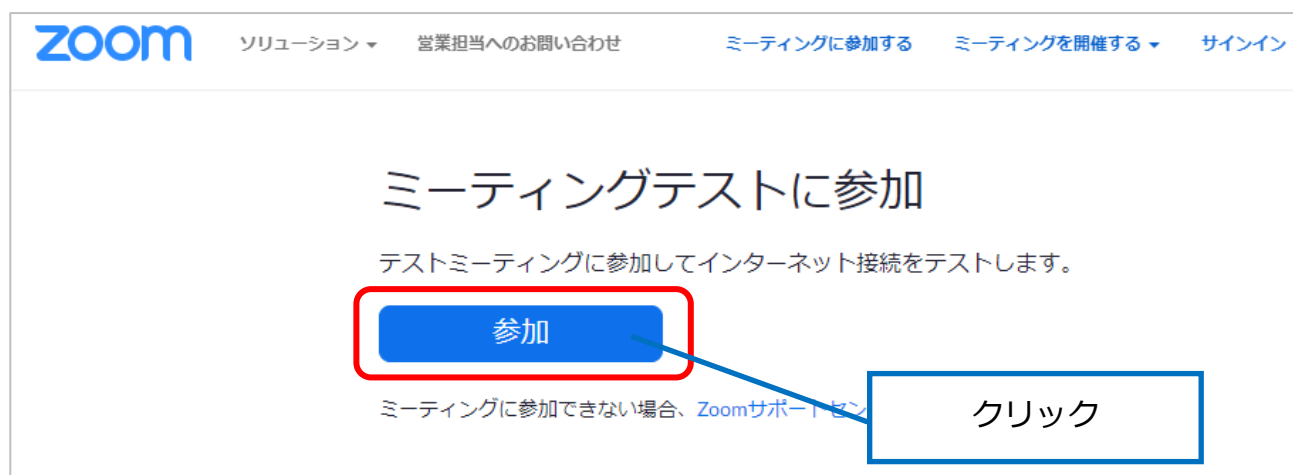 zoom ソリューション 営業担当へのお問い合わせ ミーティングに参加する ミーティングを開催する サインイン
ミーティングテストに参加
テストミーティングに参加してインターネット接続をテストします。
参加
ミーティングに参加できない場合、Zoomサポートセン
クリック